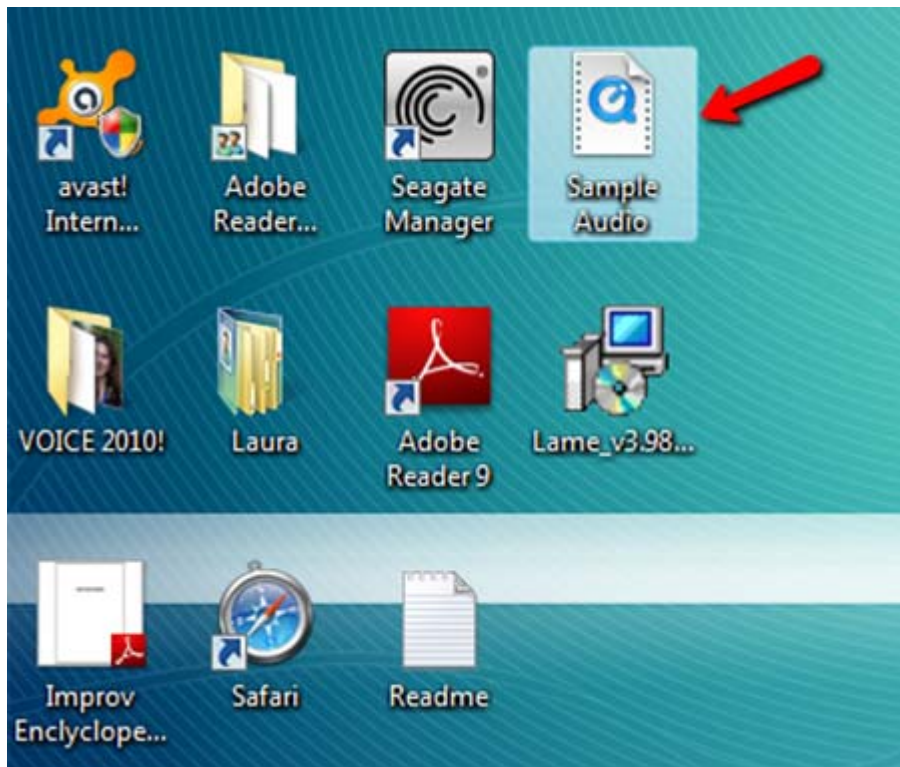 avast!
Intern...
Adobe
Reader...
Seagate
Manager
Sample
Audio
VOICE 2010!
Laura
Adobe
Reader 9
Lame_v3.98...
Improv
Enclyclope...
Safari
Readme